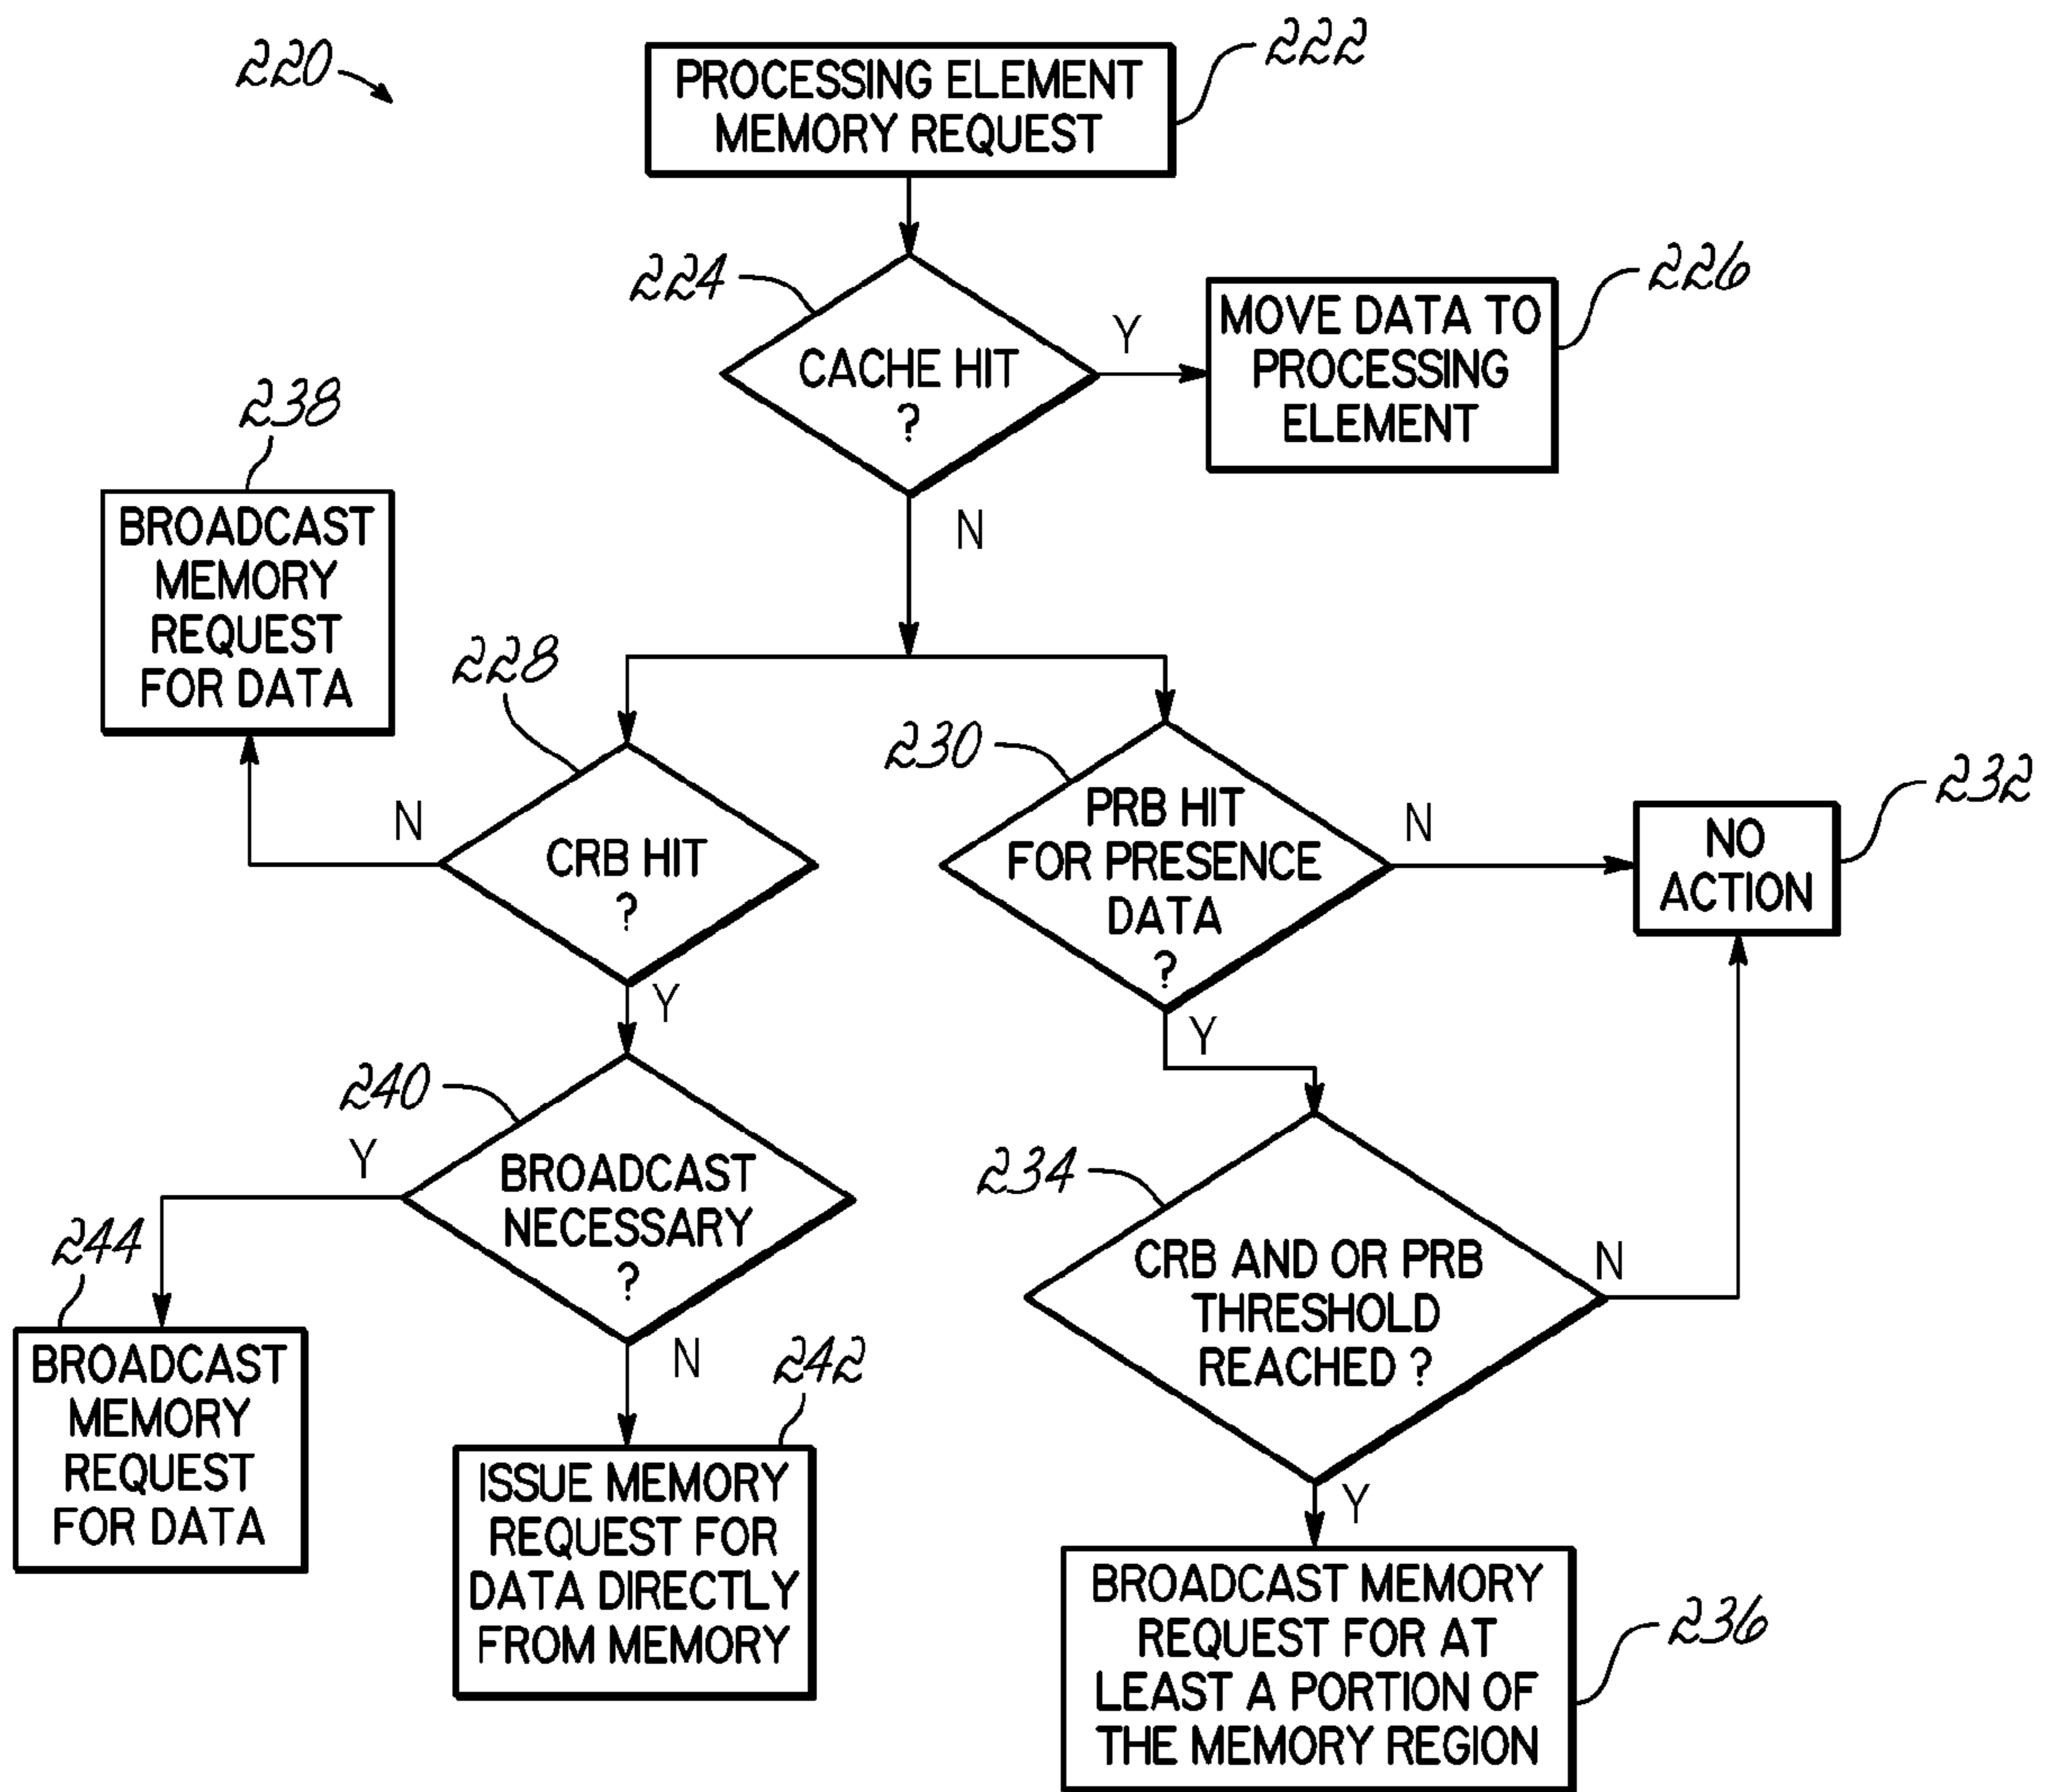 220
PROCESSING ELEMENT
MEMORY REQUEST
222
224
CACHE HIT
?
Y
N
MOVE DATA TO
PROCESSING
ELEMENT
226
238
BROADCAST
MEMORY
REQUEST
FOR DATA
228
CRB HIT
?
N
Y
230
PRB HIT
FOR PRESENCE
DATA
?
N
Y
NO
ACTION
232
240
BROADCAST
NECESSARY
?
Y
N
234
CRB AND OR PRB
THRESHOLD
REACHED ?
N
Y
244
BROADCAST
MEMORY
REQUEST
FOR DATA
242
ISSUE MEMORY
REQUEST FOR
DATA DIRECTLY
FROM MEMORY
BROADCAST MEMORY
REQUEST FOR AT
LEAST A PORTION OF
THE MEMORY REGION
236